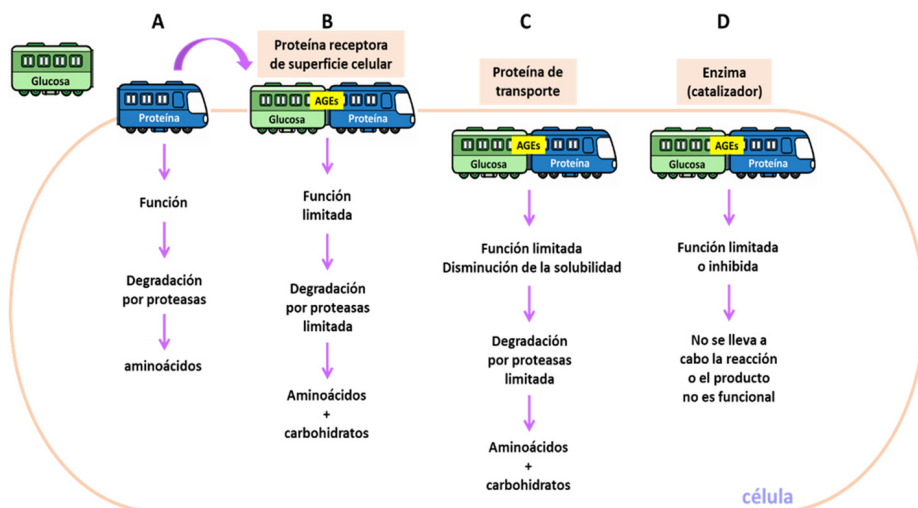 A
B
C
D
Glucosa
Proteína
Función
Degradación
por proteasas
aminoácidos
Proteína receptora
de superficie celular
AGEs
Glucosa
Proteína
Función
limitada
Degradación
por proteasas
limitada
Aminoácidos
+
carbohidratos
Proteína de
transporte
AGEs
Glucosa
Proteína
Función limitada
Disminución de la solubilidad
Degradación
por proteasas
limitada
Aminoácidos
+
carbohidratos
Enzima
(catalizador)
AGEs
Glucosa
Proteína
Función limitada
o inhibida
No se lleva a
cabo la reacción
o el producto
no es funcional
célula